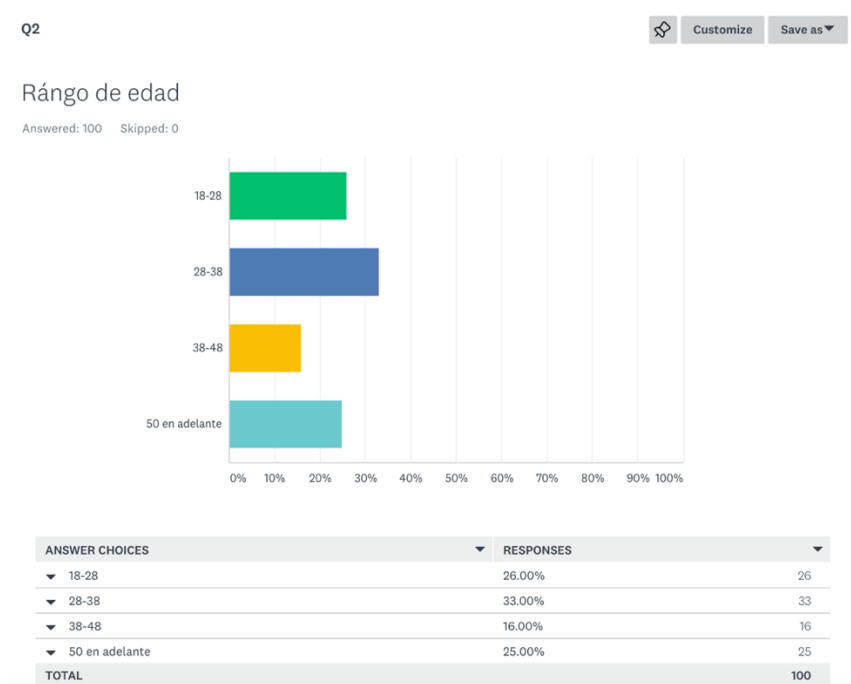 Q2
Customize
Save as
Rángo de edad
Answered: 100 Skipped: 0
18-28
28-38
38-48
50 en adelante
0% 10% 20% 30% 40% 50% 60% 70% 80% 90% 100%
ANSWER CHOICES RESPONSES
18-28 26.00% 26
28-38 33.00% 33
38-48 16.00% 16
50 en adelante 25.00% 25
TOTAL 100